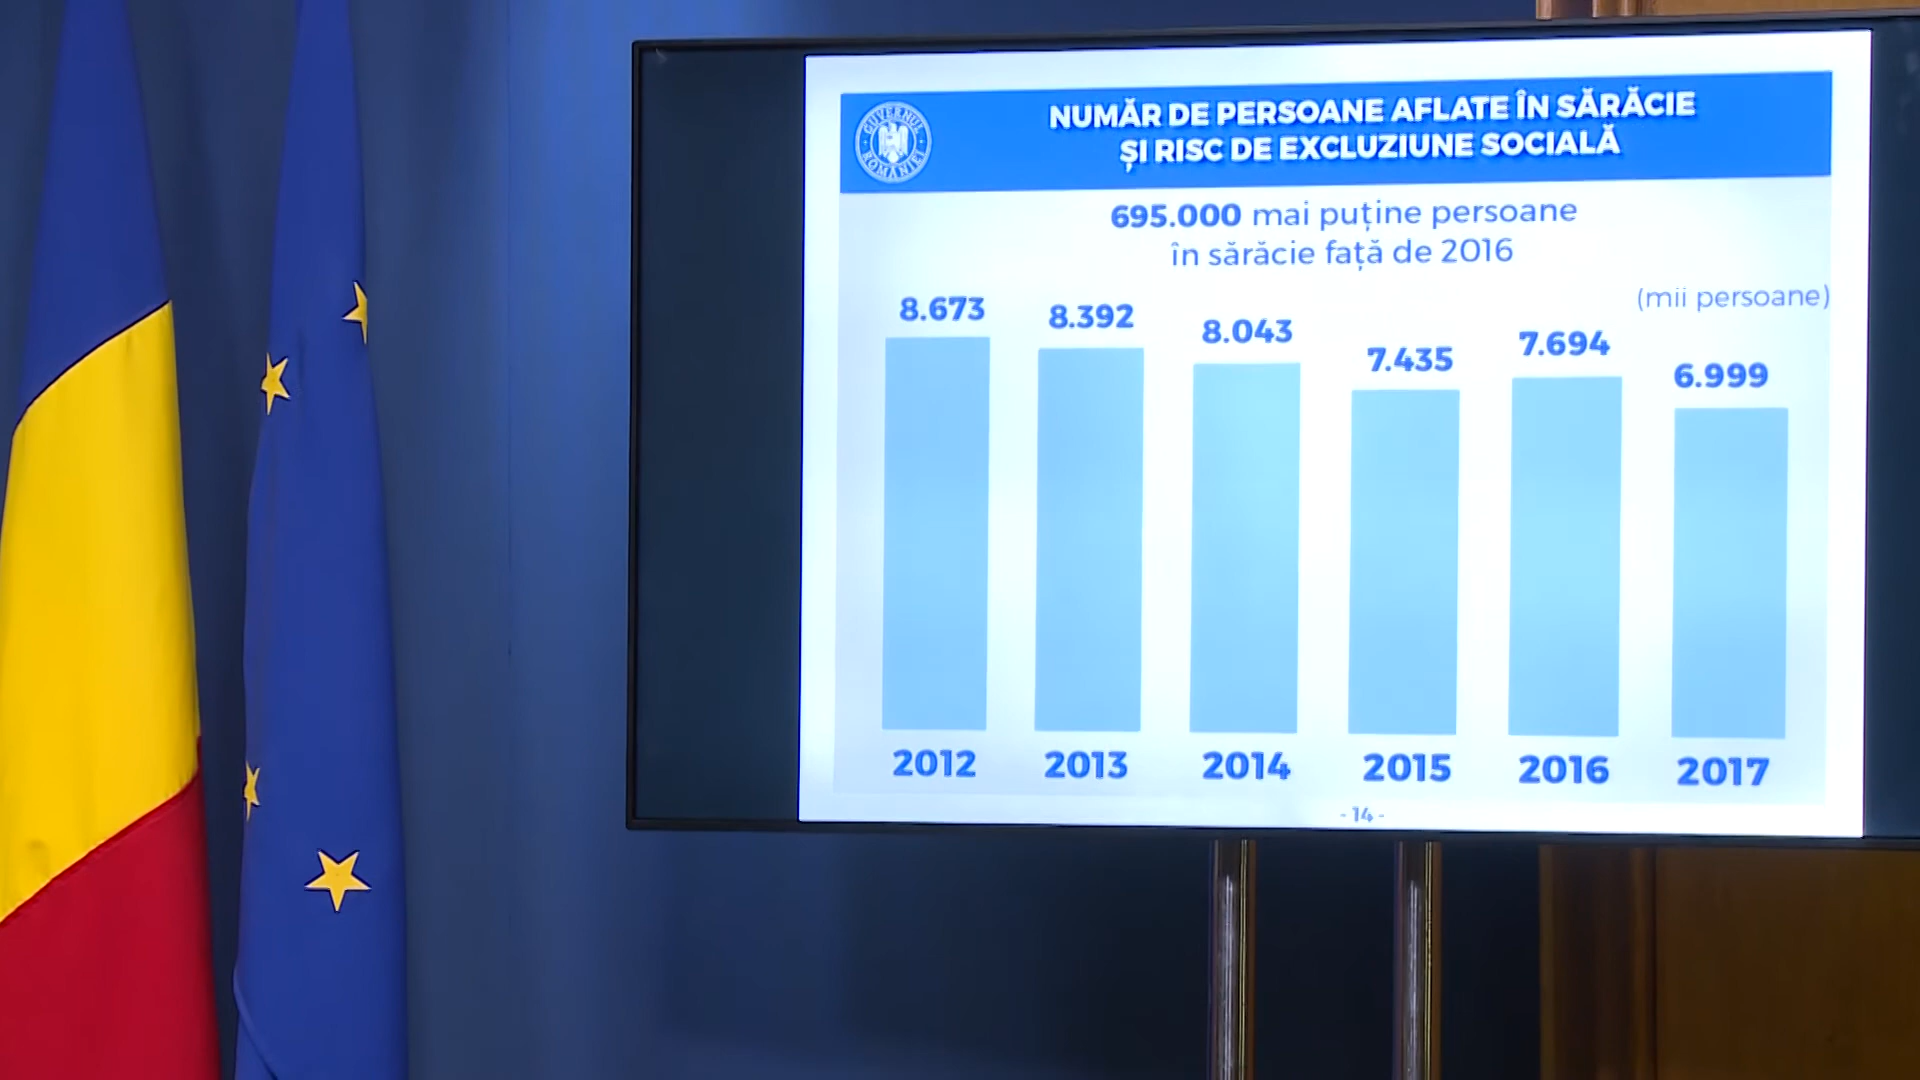 GUVERNUL ROMÂNIEI
NUMĂR DE PERSOANE AFLATE ÎN SĂRĂCIE
ȘI RISC DE EXCLUZIUNE SOCIALĂ
695.000 mai puține persoane
în sărăcie față de 2016
(mii persoane)
8.673 8.392 8.043 7.435 7.694 6.999
2012 2013 2014 2015 2016 2017
- 14 -